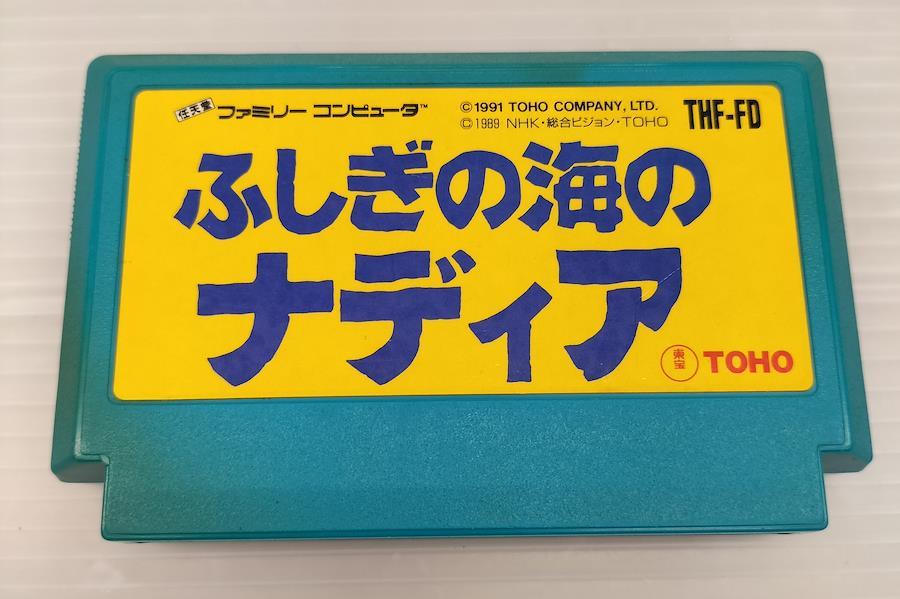 任天堂 ファミリー コンピュータ™
©1991 TOHO COMPANY, LTD.
©1989 NHK・総合ビジョン・TOHO
THF-FD
ふしぎの海の
ナディア
東宝 TOHO